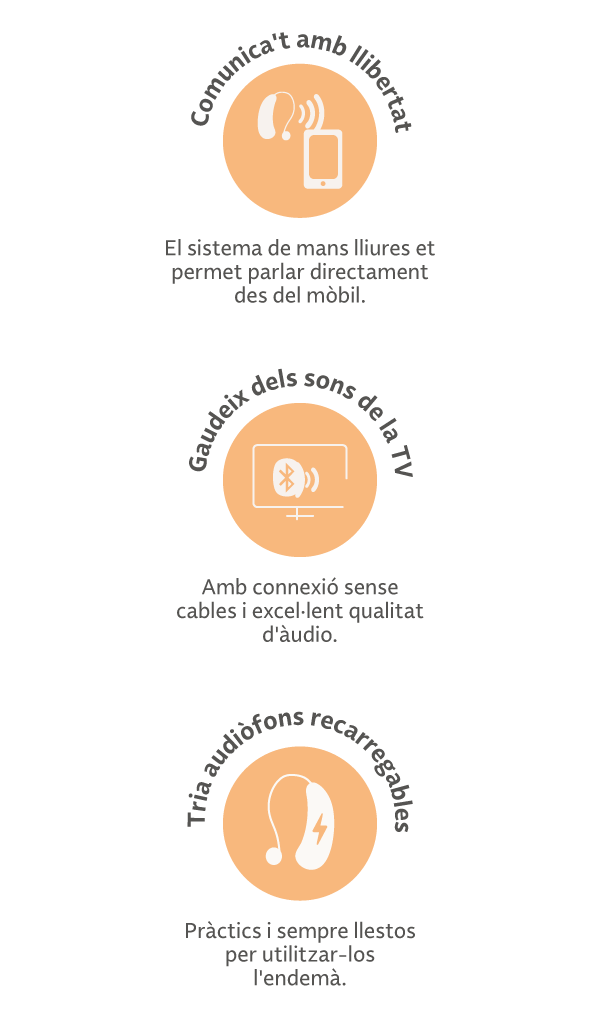 Comunica't amb llibertat
El sistema de mans lliures et
permet parlar directament
des del mòbil.
Gaudeix dels sons de la TV
Amb connexió sense
cables i excel·lent qualitat
d'àudio.
Tria audiòfons recarregables
Pràctics i sempre llestos
per utilitzar-los
l'endemà.